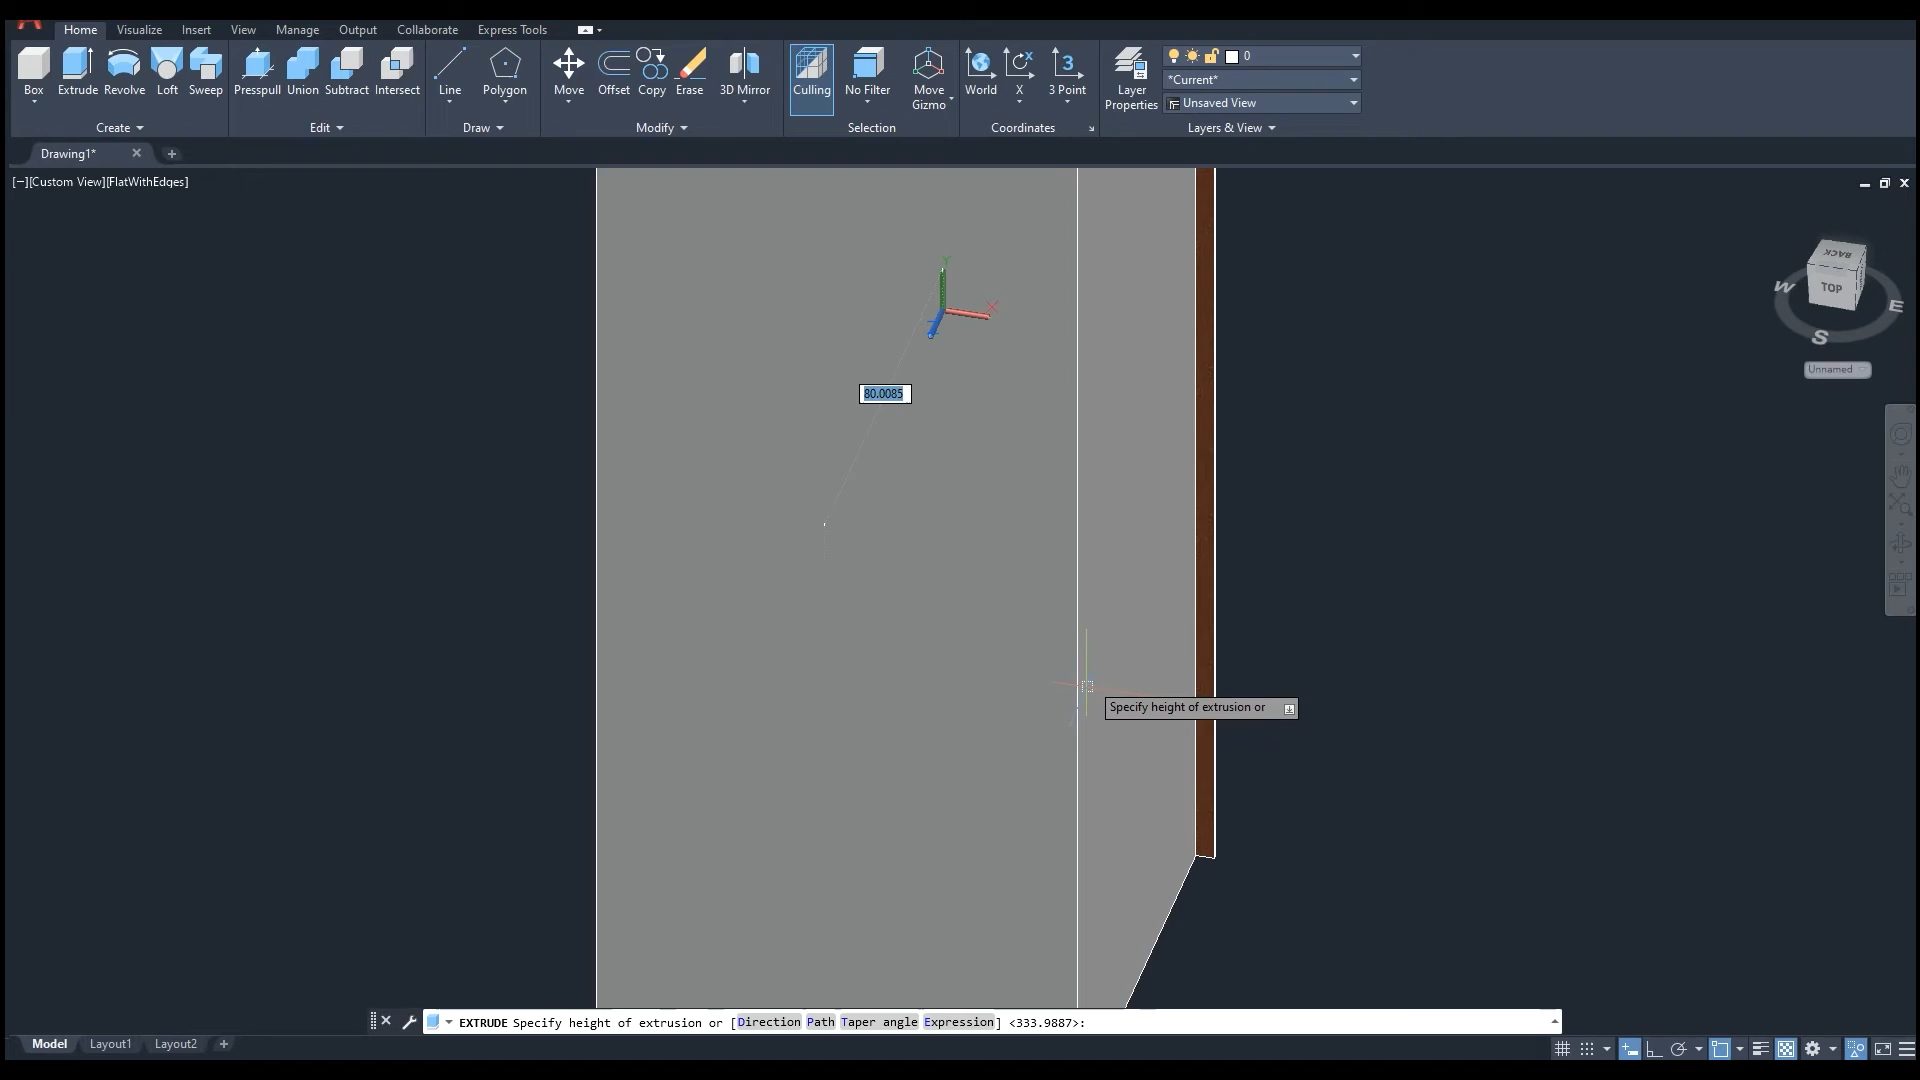 Home Visualize Insert View Manage Output Collaborate Express Tools
Box Extrude Revolve Loft Sweep Presspull Union Subtract Intersect Line Polygon Move Offset Copy Erase 3D Mirror Culling No Filter Move Gizmo World X 3 Point Layer Properties
0
*Current*
Unsaved View
Create Edit Draw Modify Selection Coordinates Layers & View
Drawing1*
[−][Custom View][FlatWithEdges]
BACK
TOP
W
E
S
Unnamed
Y
X
80.0085
Specify height of extrusion or
EXTRUDE Specify height of extrusion or [Direction Path Taper angle Expression] <333.9887>:
Model Layout1 Layout2